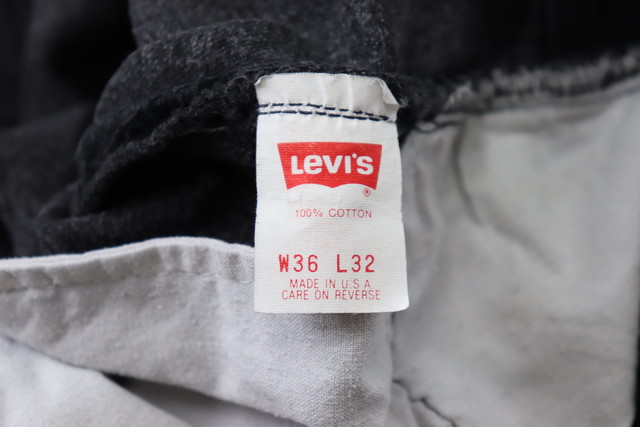 Levi's
®
100% COTTON
W36 L32
MADE IN U.S.A.
CARE ON REVERSE